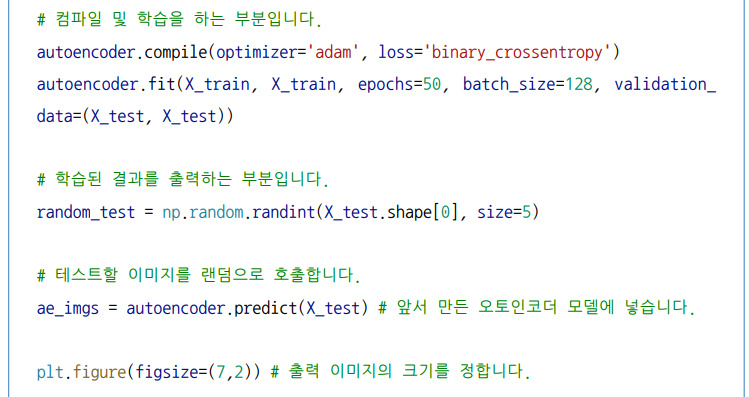 # 컴파일 및 학습을 하는 부분입니다.
autoencoder.compile(optimizer='adam', loss='binary_crossentropy')
autoencoder.fit(X_train, X_train, epochs=50, batch_size=128, validation_
data=(X_test, X_test))
# 학습된 결과를 출력하는 부분입니다.
random_test = np.random.randint(X_test.shape[0], size=5)
# 테스트할 이미지를 랜덤으로 호출합니다.
ae_imgs = autoencoder.predict(X_test) # 앞서 만든 오토인코더 모델에 넣습니다.
plt.figure(figsize=(7,2)) # 출력 이미지의 크기를 정합니다.